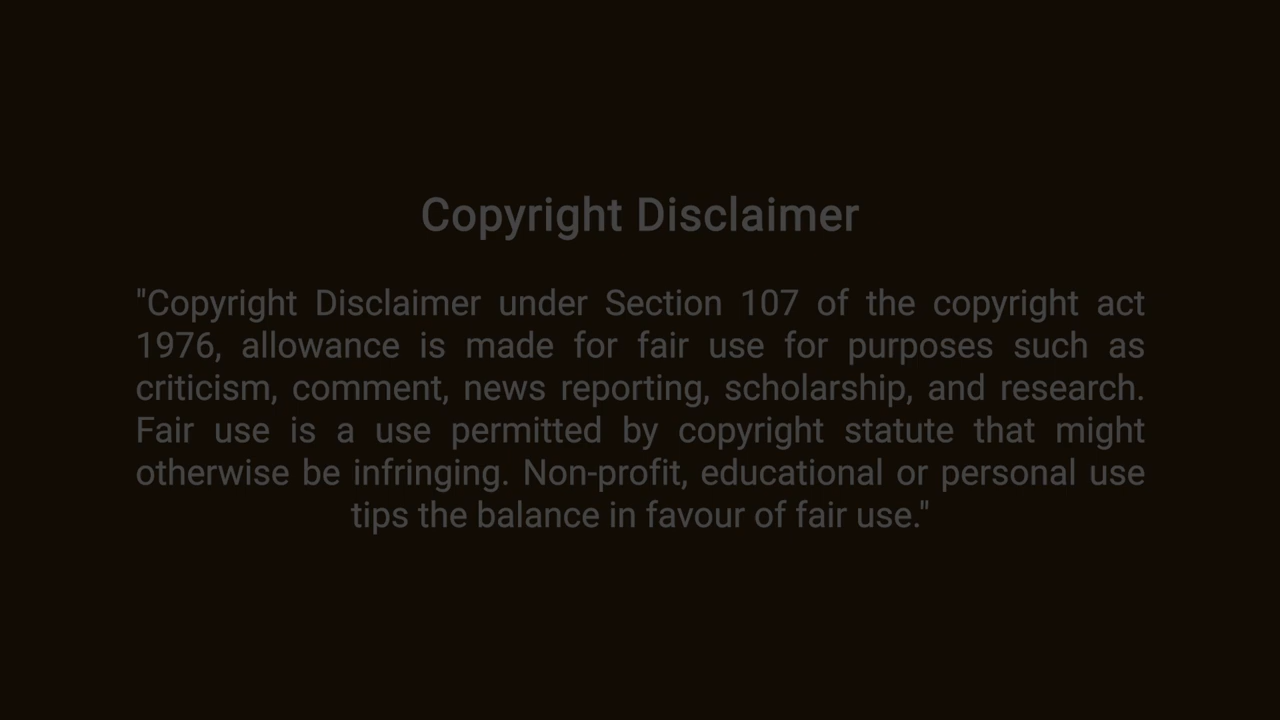 Copyright Disclaimer
"Copyright Disclaimer under Section 107 of the copyright act
1976, allowance is made for fair use for purposes such as
criticism, comment, news reporting, scholarship, and research.
Fair use is a use permitted by copyright statute that might
otherwise be infringing. Non-profit, educational or personal use
tips the balance in favour of fair use."